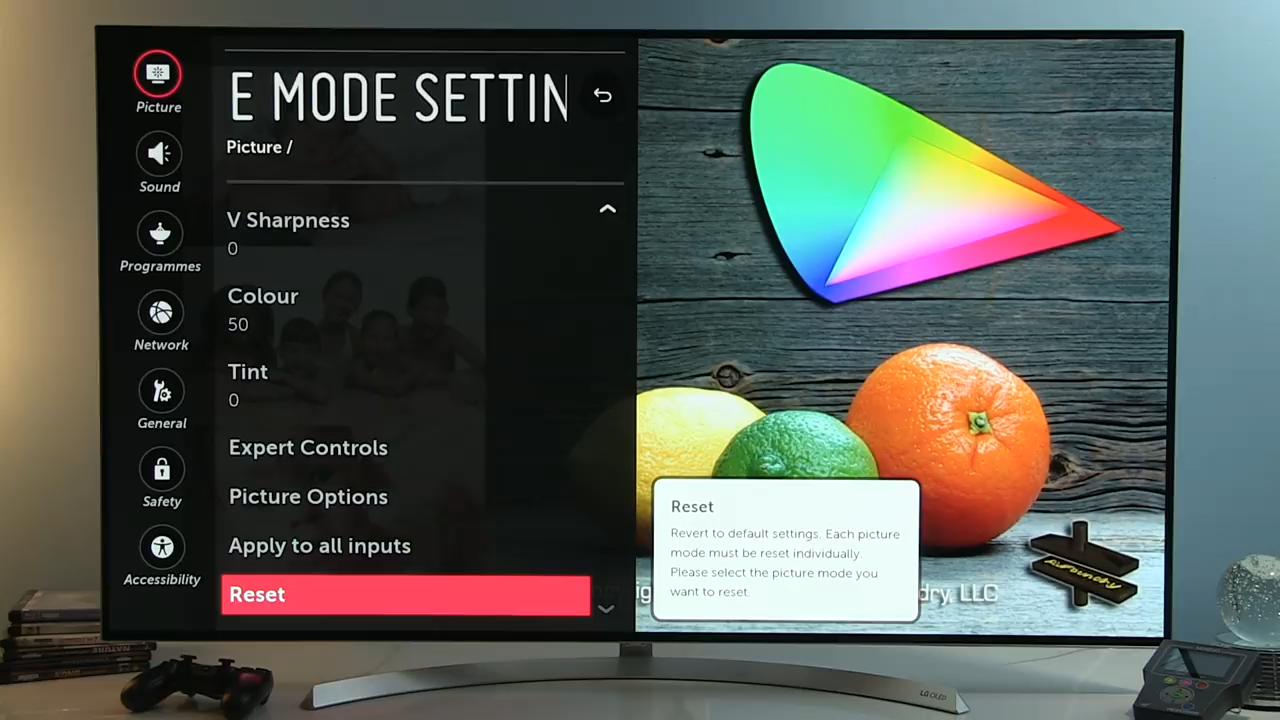 Picture
Sound
Programmes
Network
General
Safety
Accessibility
E MODE SETTIN
Picture /
V Sharpness
0
Colour
50
Tint
0
Expert Controls
Picture Options
Apply to all inputs
Reset
Reset
Revert to default settings. Each picture
mode must be reset individually.
Please select the picture mode you
want to reset.
dry, LLC
LG OLED